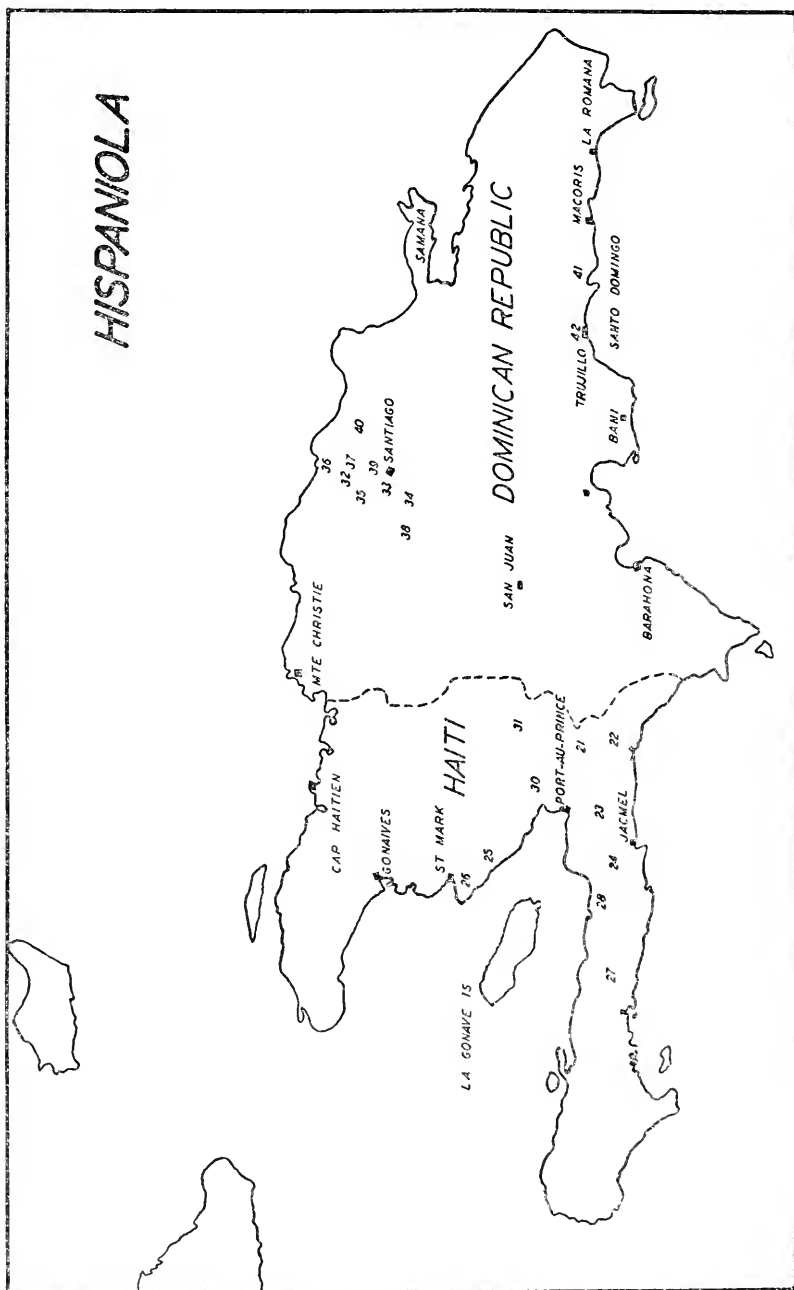 HISPANIOLA
SAMANA
36
32 37
40
35
39
33 SANTIAGO
38 34
MTE CHRISTIE
CAP HAITIEN
GONAIVES
ST MARK
HAITI
26
25
LA GONAVE IS
DOMINICAN REPUBLIC
SAN JUAN
31
30
PORT-AU-PRINCE
21
22
23
JACMEL
24
28
27
MACORIS
LA ROMANA
41
TRUJILLO 42
SAHTO DOMINGO
BANI
BARAHONA